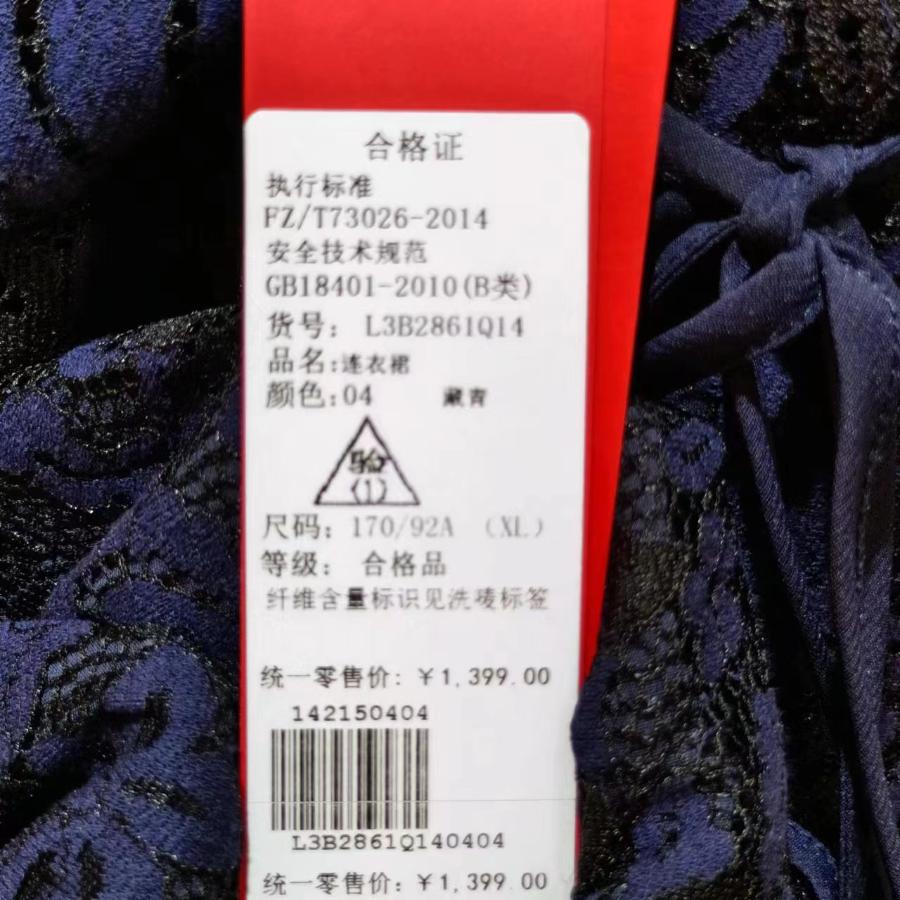 合格证
执行标准
FZ/T73026-2014
安全技术规范
GB18401-2010(B类)
货号: L3B2861Q14
品名:连衣裙
颜色:04 藏青
验
(1)
尺码: 170/92A (XL)
等级: 合格品
纤维含量标识见洗唛标签
统一零售价: ¥1,399.00
142150404
L3B2861Q140404
统一零售价: ¥1,399.00